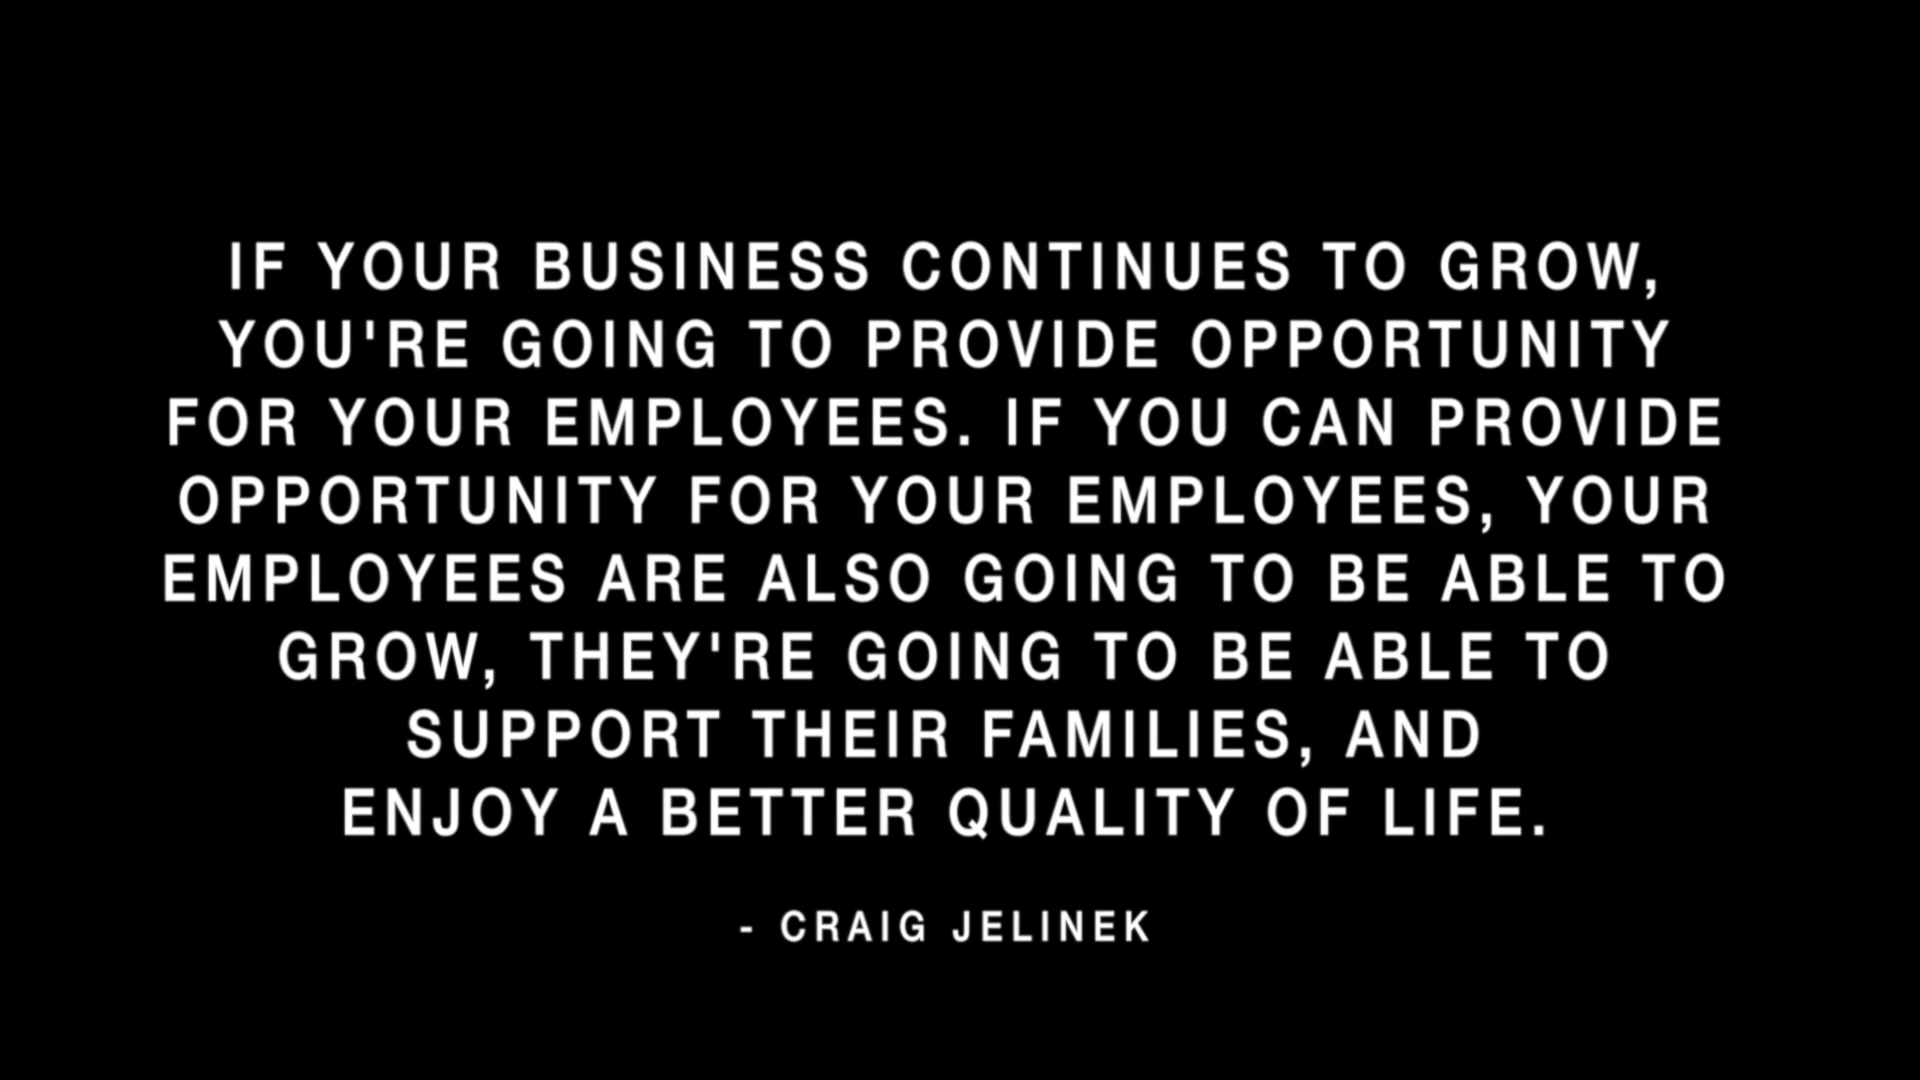 IF YOUR BUSINESS CONTINUES TO GROW,
YOU'RE GOING TO PROVIDE OPPORTUNITY
FOR YOUR EMPLOYEES. IF YOU CAN PROVIDE
OPPORTUNITY FOR YOUR EMPLOYEES, YOUR
EMPLOYEES ARE ALSO GOING TO BE ABLE TO
GROW, THEY'RE GOING TO BE ABLE TO
SUPPORT THEIR FAMILIES, AND
ENJOY A BETTER QUALITY OF LIFE.
- CRAIG JELINEK